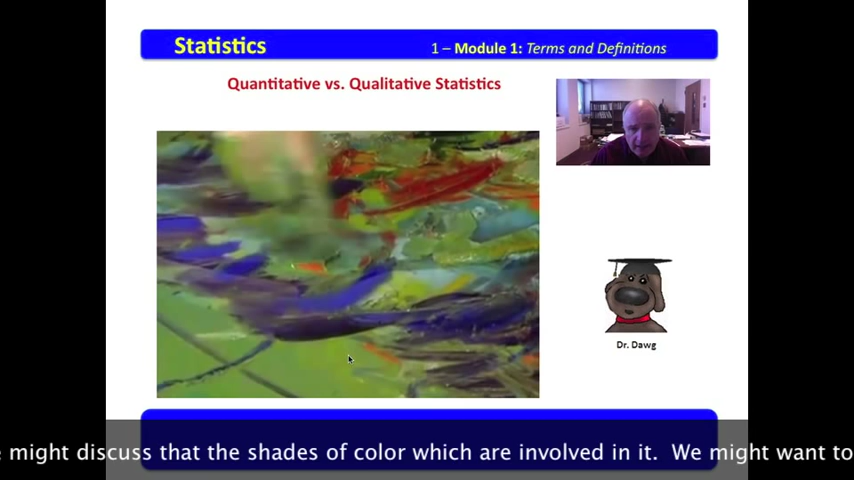 Statistics
1 – Module 1: Terms and Definitions
Quantitative vs. Qualitative Statistics
Dr. Dawg
might discuss that the shades of color which are involved in it. We might want to